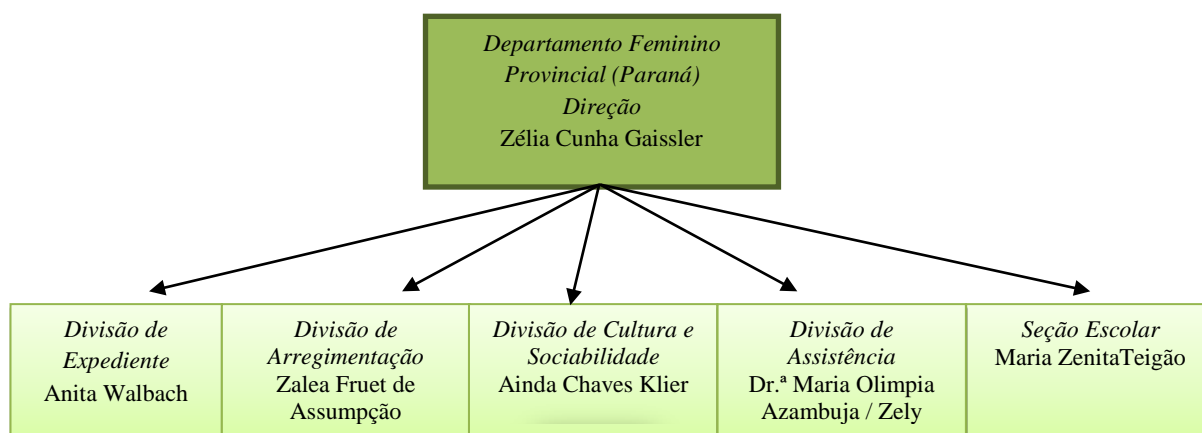 Departamento Feminino
Provincial (Paraná)
Direção
Zélia Cunha Gaissler
Divisão de
Expediente
Anita Walbach
Divisão de
Arregimentação
Zalea Fruet de
Assumpção
Divisão de Cultura e
Sociabilidade
Ainda Chaves Klier
Divisão de
Assistência
Dr.ª Maria Olimpia
Azambuja / Zely
Seção Escolar
Maria ZenitaTeigão